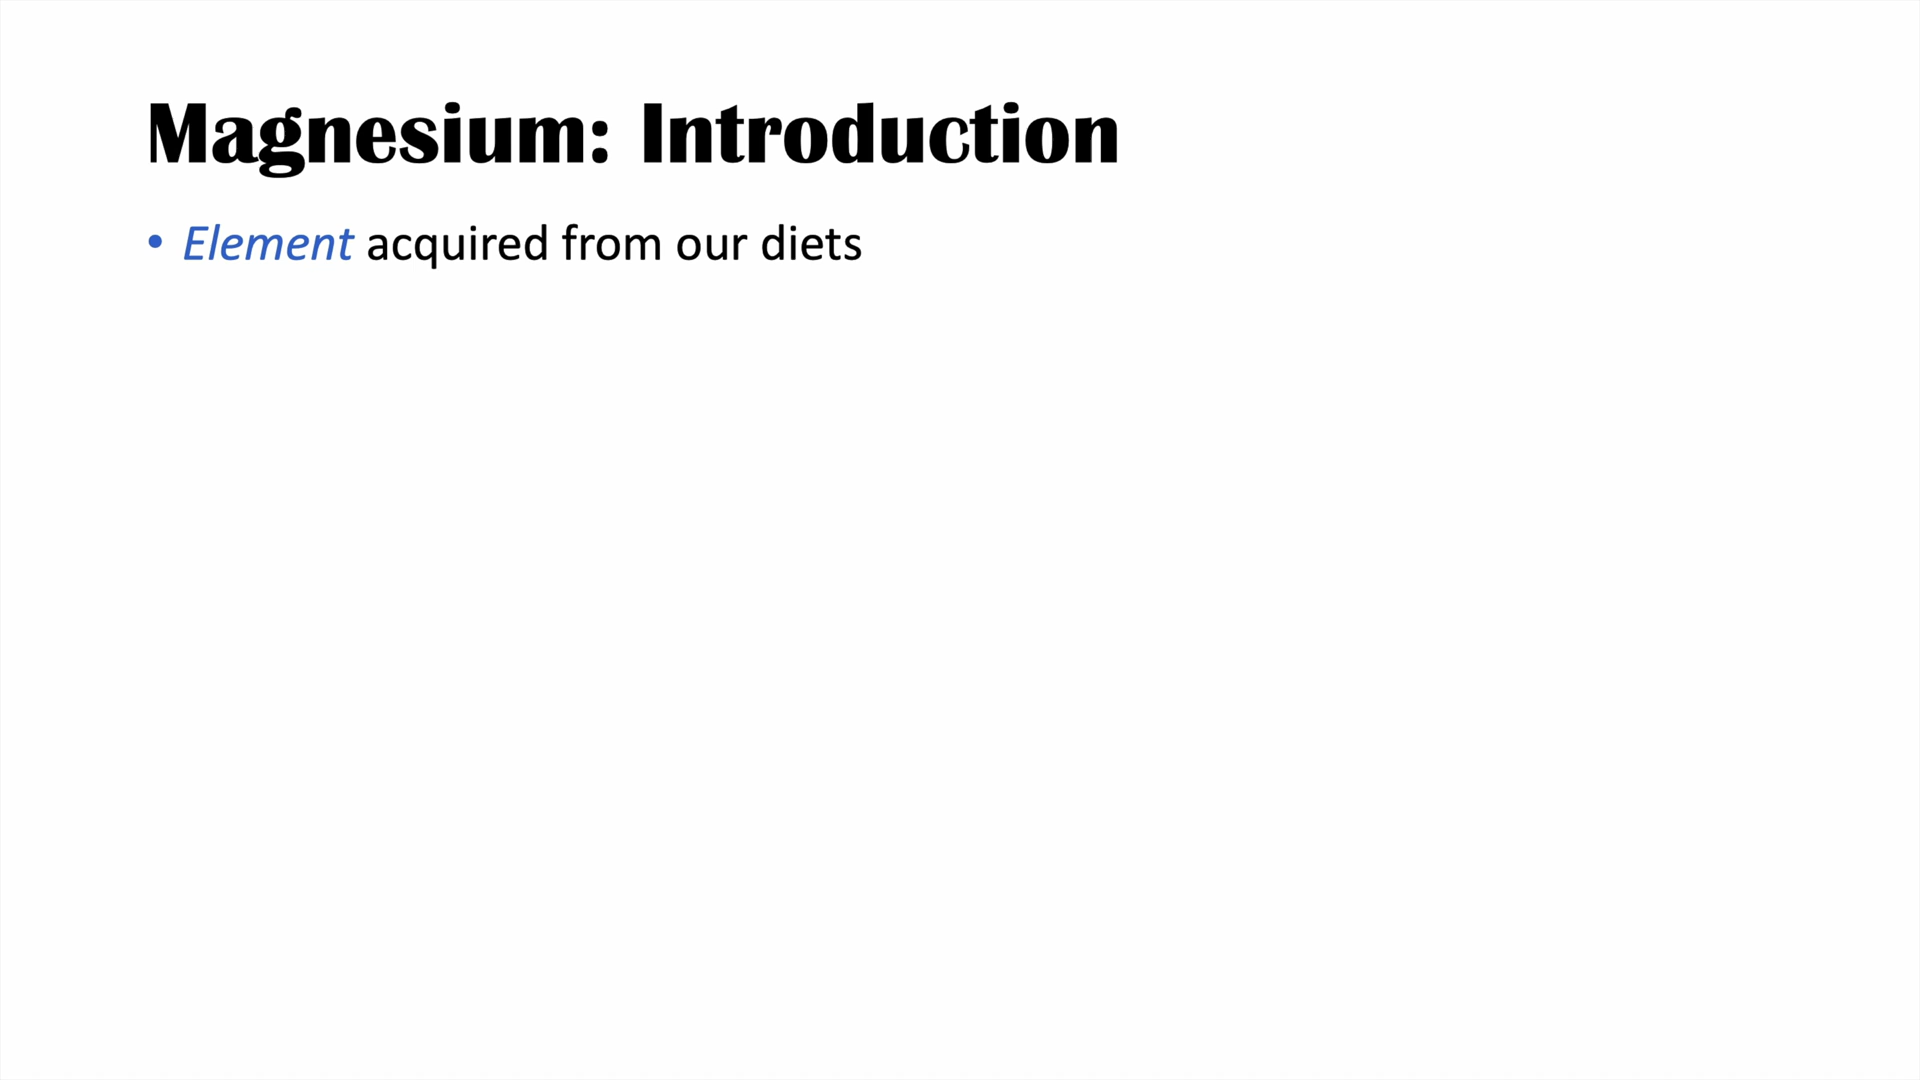 Magnesium: Introduction
• Element acquired from our diets